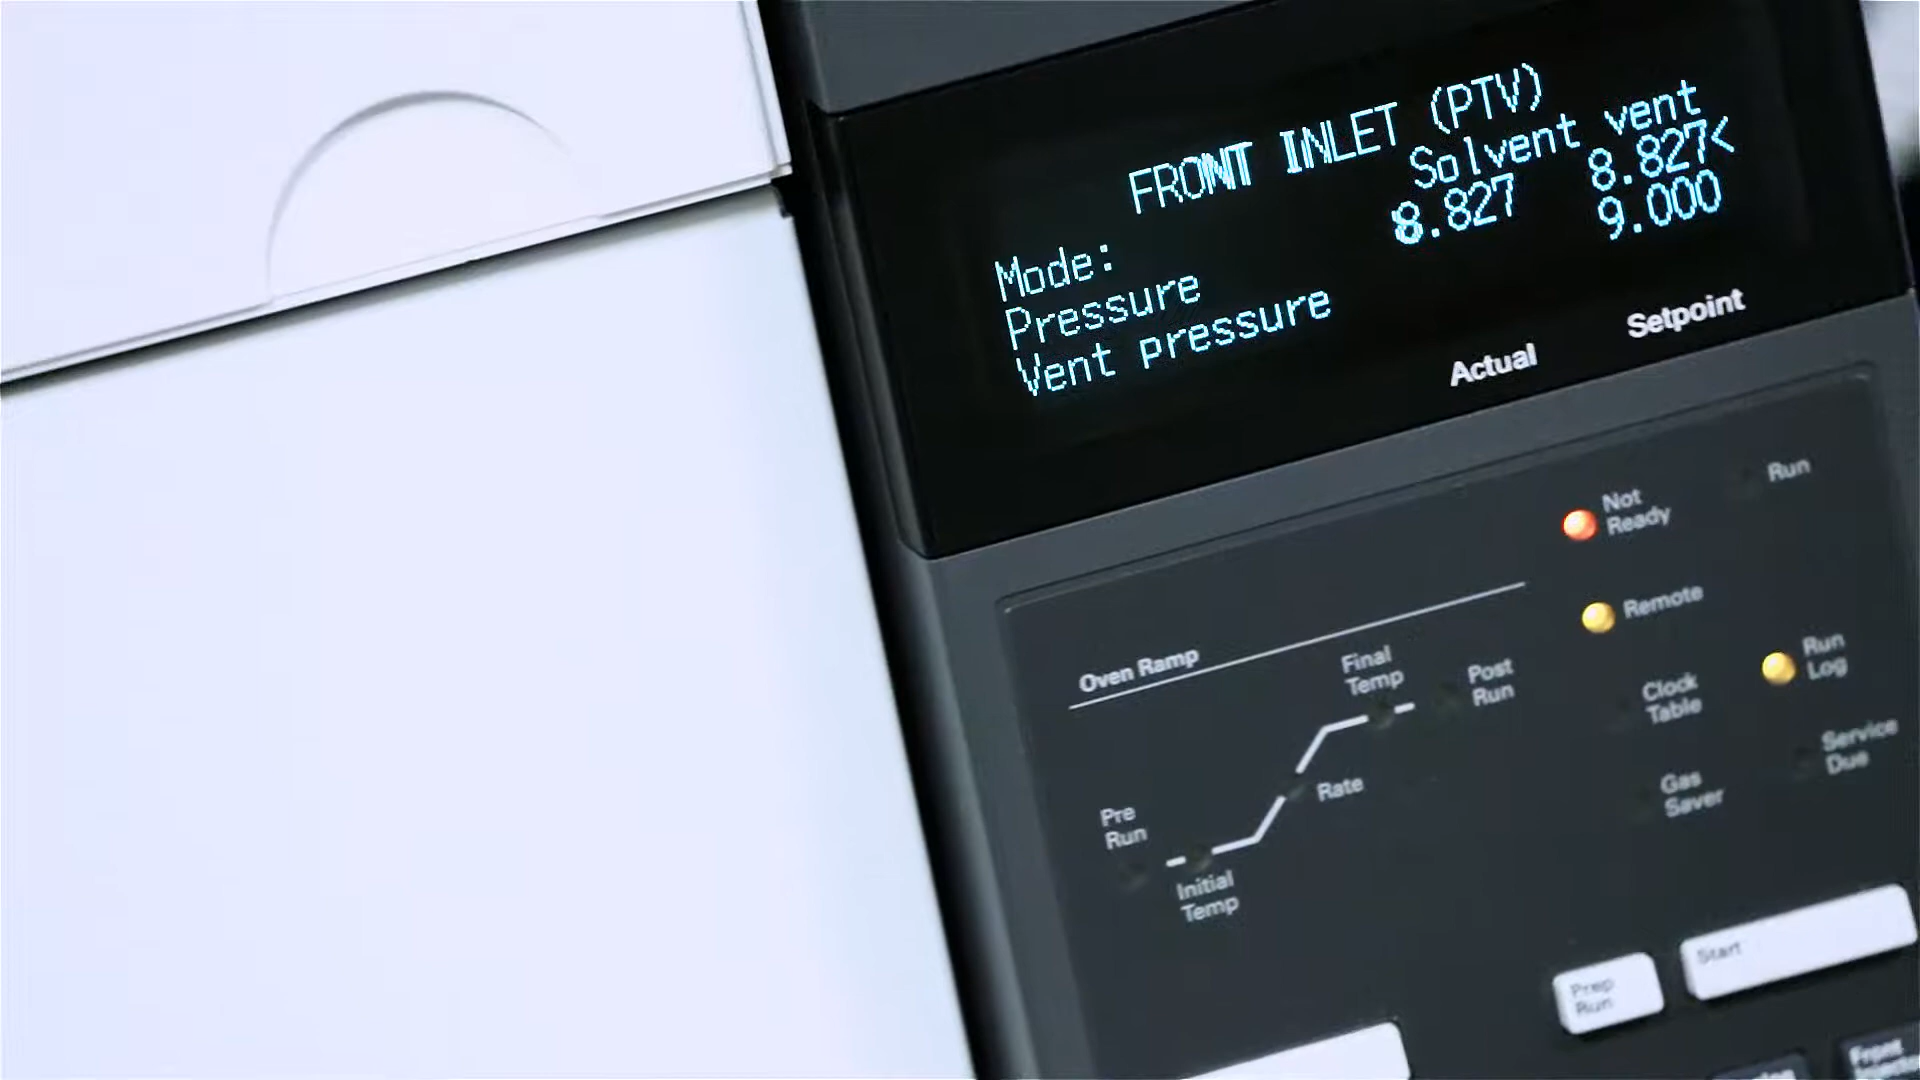 FRONT INLET (PTV)
Mode: Solvent vent
Pressure 8.827 8.827<
Vent pressure 9.000
Actual Setpoint
Not
Ready
Run
Remote
Run
Log
Clock
Table
Service
Due
Gas
Saver
Oven Ramp
Final
Temp
Post
Run
Rate
Pre
Run
Initial
Temp
Prep
Run
Start
Front